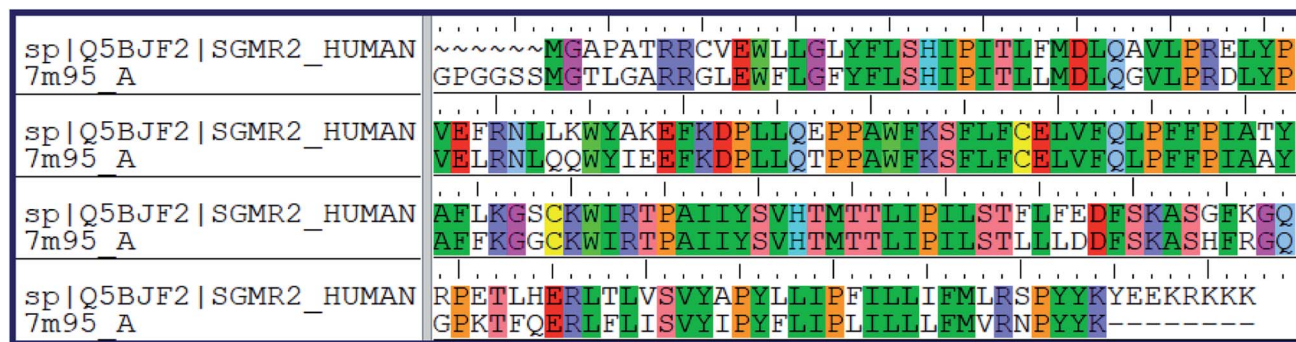 sp|Q5BJF2|SGMR2_HUMAN ~~~~~~MGAPATRRCVEWLLGLYFLSHIPITLFMDLQAVLPRELYP
7m95_A GPGGSSMGTLGARRGLEWFLGFYFLSHIPITLLMDLQGVLPRDLYP
sp|Q5BJF2|SGMR2_HUMAN VEFRNLLKWYAKEFKDPLLQEPPAWFKSFLFCELVFQLPFFPIATY
7m95_A VELRNLQQWYIEEFKDPLLQTPPAWFKSFLFCELVFQLPFFPIAAY
sp|Q5BJF2|SGMR2_HUMAN AFLKGSCKWIRTPAIIYSVHTMTTLIPILSTFLFEDFSKASGFKGQ
7m95_A AFFKGGCKWIRTPAIIYSVHTMTTLIPILSTLLLDDFSKASHFRGQ
sp|Q5BJF2|SGMR2_HUMAN RPETLHERLTLVSVYAPYLLIPFILLIFMLRSPYYKYEEKRKKK
7m95_A GPKTFQERLFLISVYIPYFLIPLILLLFMVRNPYYK--------